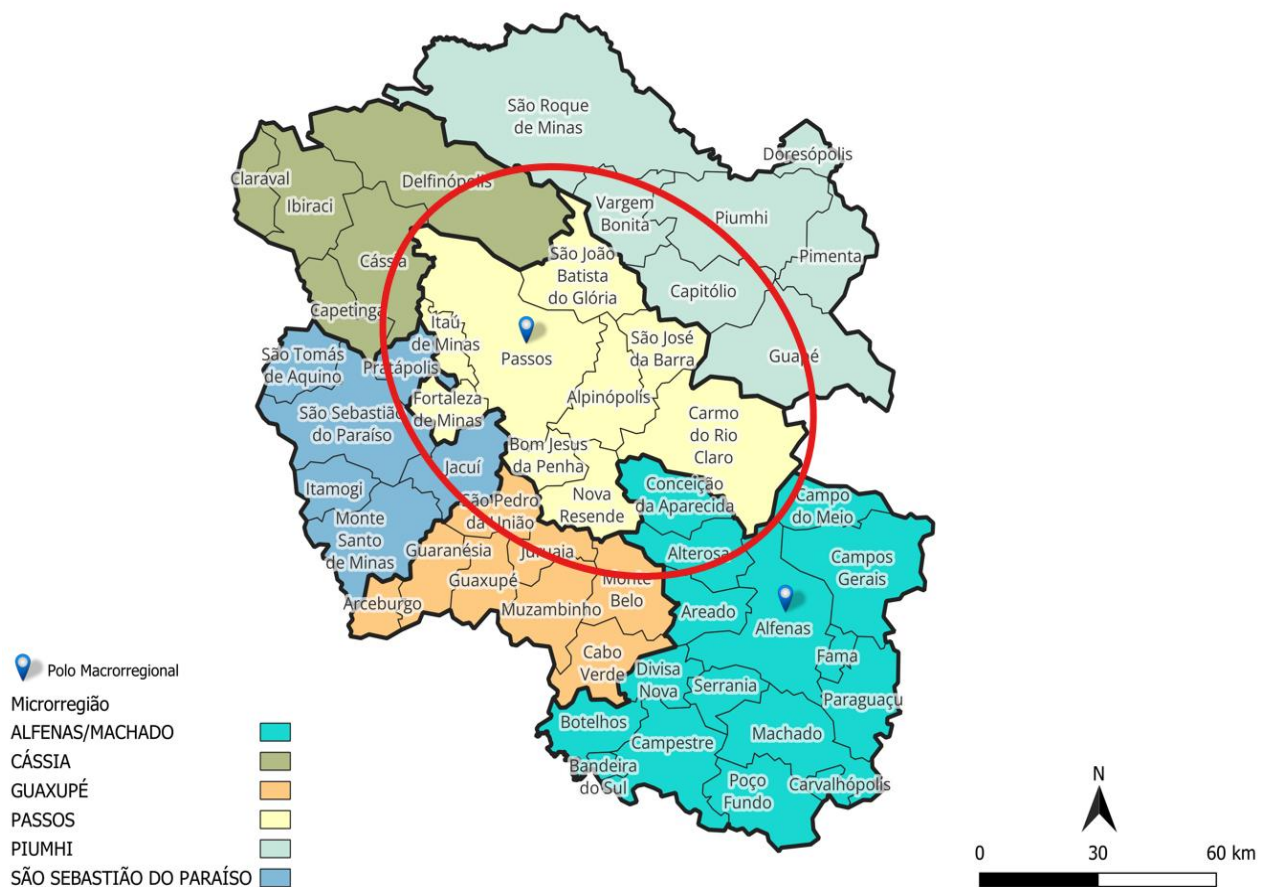 São Roque
de Minas
Doresópolis
Claraval
Delfinópolis
Ibiraci
Vargem
Bonita
Piumhi
Cássia
São João
Batista
do Glória
Pimenta
Capitólio
Capetinga
Itaú
de Minas
Passos
São José
da Barra
Guapé
São Tomás
de Aquino
Pratápolis
Fortaleza
de Minas
Alpinópolis
São Sebastião
do Paraíso
Carmo
do Rio
Claro
Bom Jesus
da Penha
Jacuí
Itamogi
Conceição
da Aparecida
Campo
do Meio
São Pedro
da União
Nova
Resende
Monte
Santo
de Minas
Guaranésia
Juruaia
Alterosa
Campos
Gerais
Guaxupé
Monte
Belo
Arceburgo
Muzambinho
Areado
Alfenas
Cabo
Verde
Fama
Divisa
Nova
Serrania
Paraguaçu
Botelhos
Campestre
Machado
Bandeira
do Sul
Poço
Fundo
Carvalhópolis
Polo Macrorregional
Microrregião
ALFENAS/MACHADO
CÁSSIA
GUAXUPÉ
PASSOS
PIUMHI
SÃO SEBASTIÃO DO PARAÍSO
N
0 30 60 km